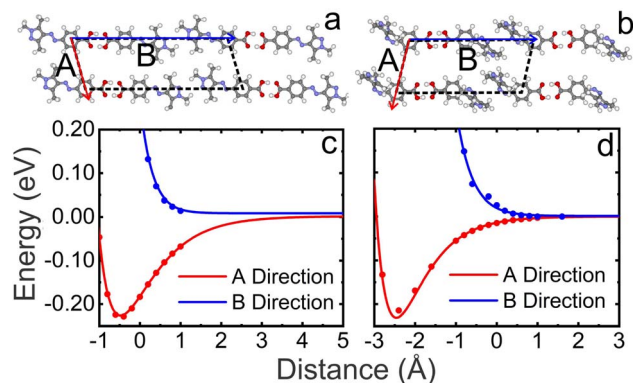 a
b
A
B
A
B
c
d
Energy (eV)
0.20
0.10
0.00
-0.10
-0.20
A Direction
B Direction
A Direction
B Direction
-1 0 1 2 3 4 5
-3 -2 -1 0 1 2 3
Distance (Å)